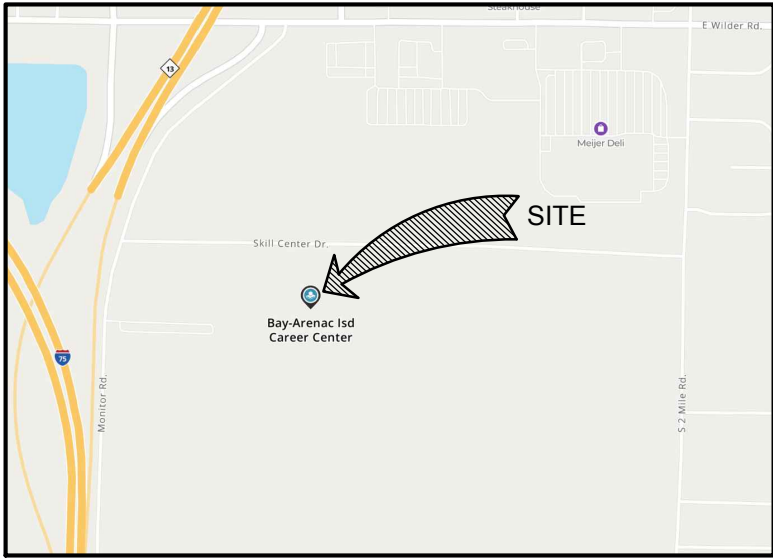 Steakhouse
E Wilder Rd.
13
Meijer Deli
SITE
Skill Center Dr.
Bay-Arenac Isd
Career Center
75
Monitor Rd.
S 2 Mile Rd.